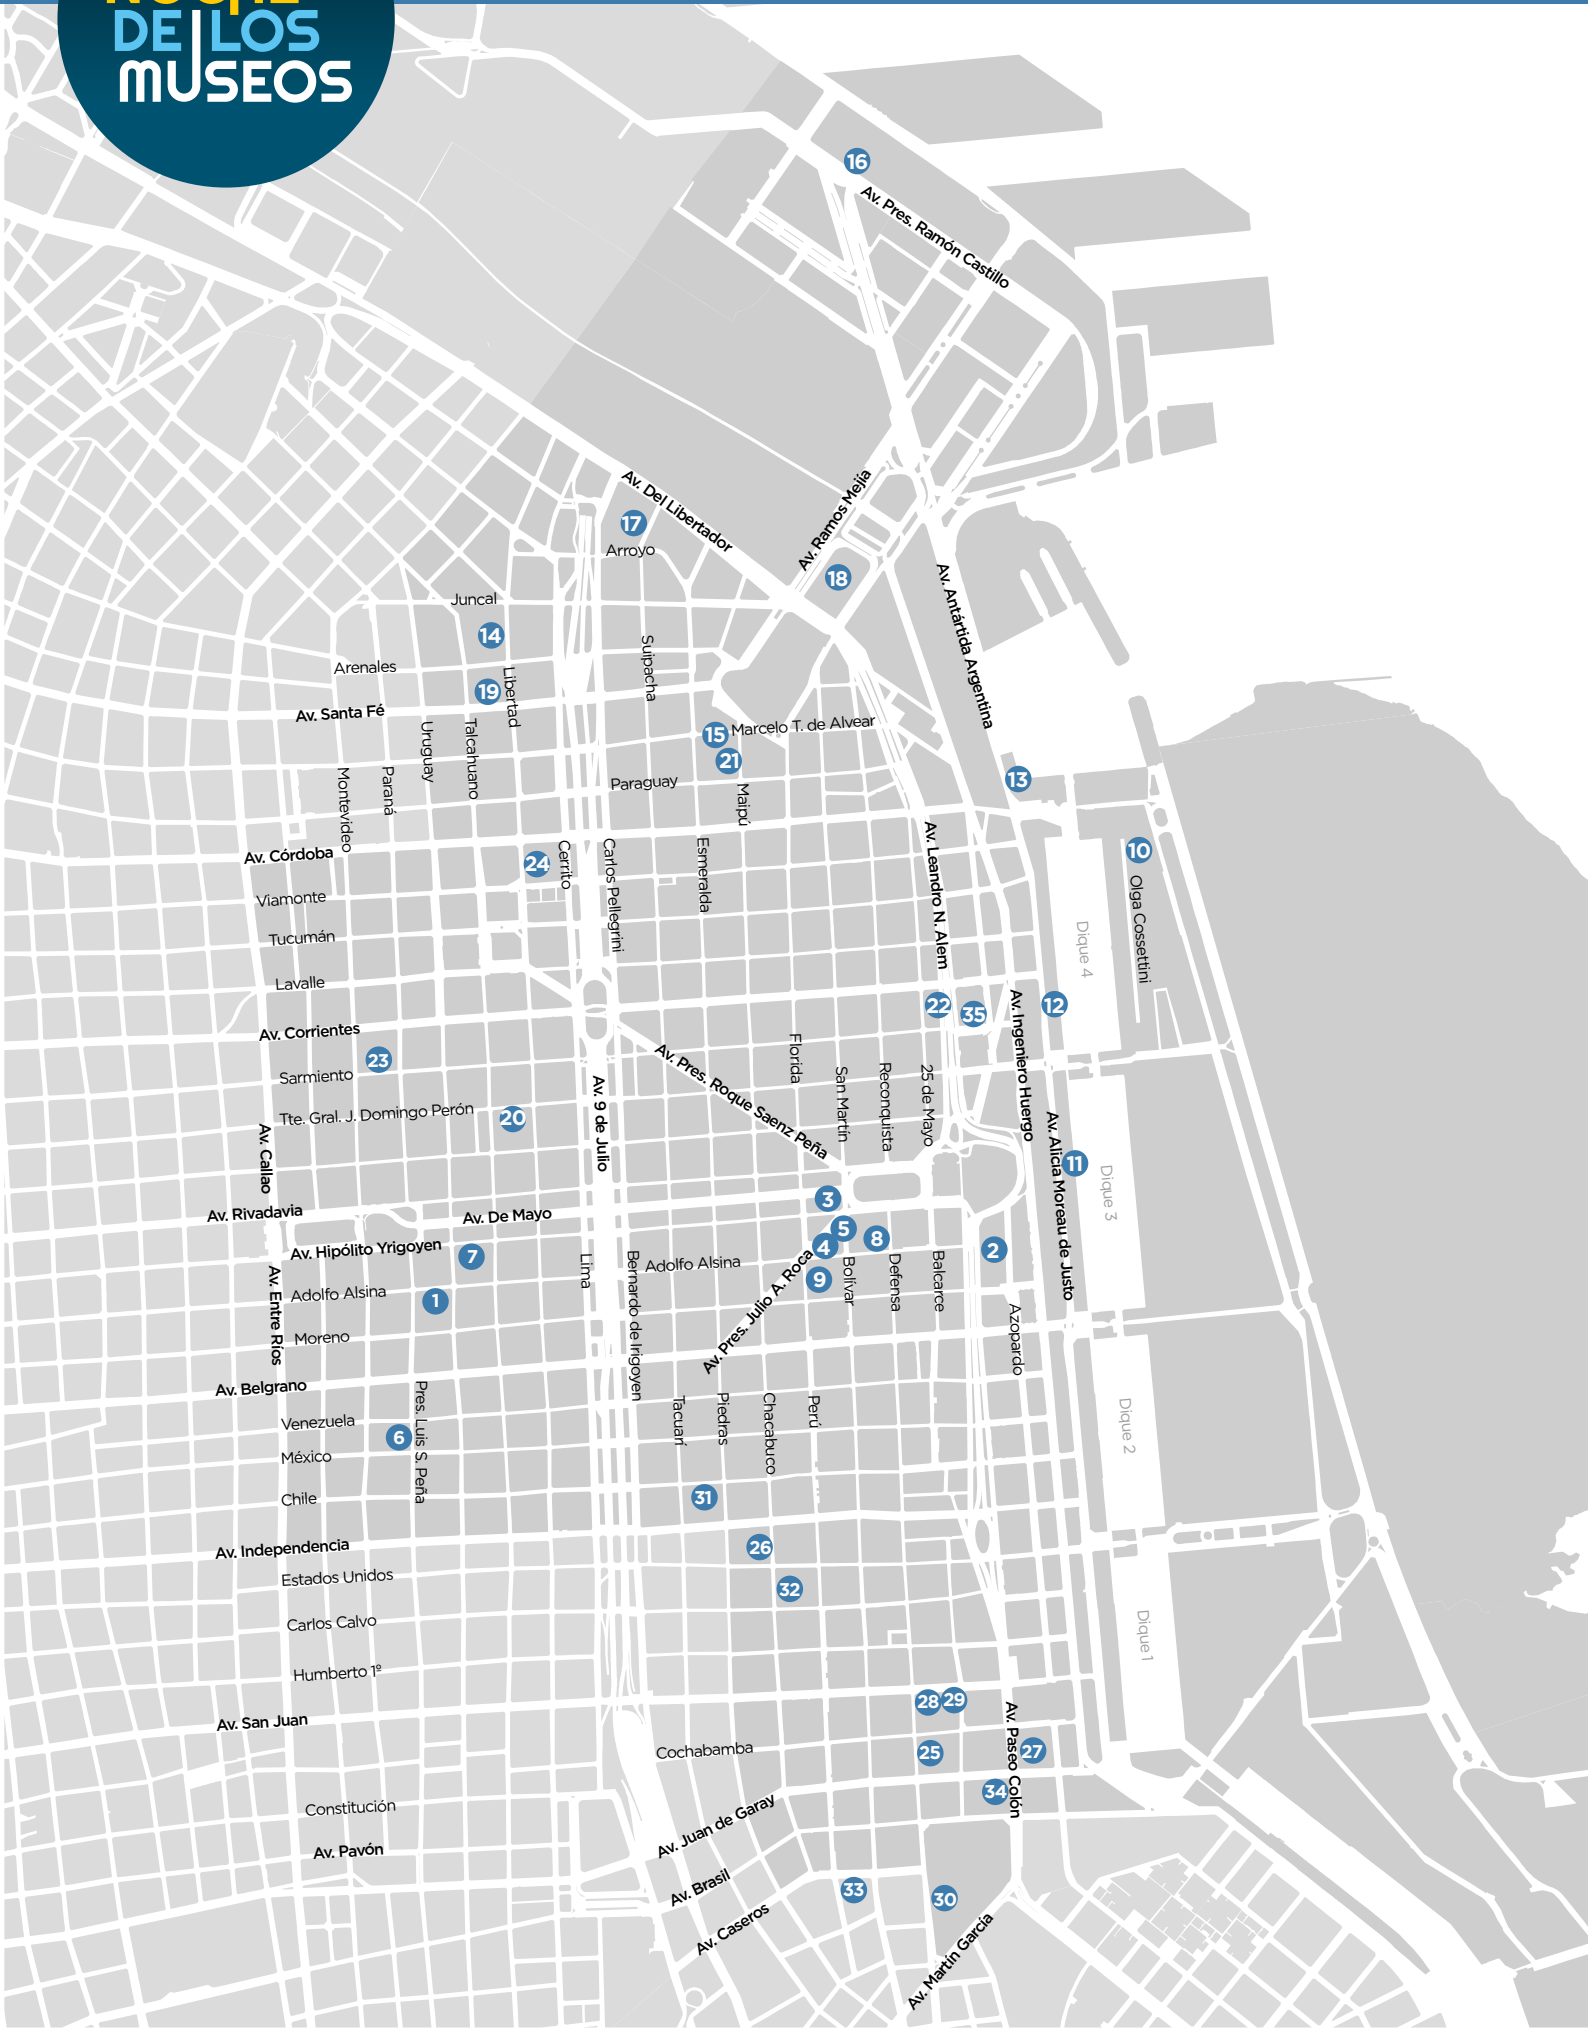 NOCHE
DE LOS
MUSEOS
16
Av. Pres. Ramón Castillo
Av. Del Libertador
17
Arroyo
Av. Ramos Mejía
18
Av. Antártida Argentina
Juncal
14
Suipacha
Arenales
Libertad
19
Av. Santa Fé
Uruguay
Talcahuano
15
Marcelo T. de Alvear
21
Montevideo
Paraná
Paraguay
Maipú
13
Av. Córdoba
24
Cerrito
Carlos Pellegrini
Esmeralda
Av. Leandro N. Alem
10
Olga Cossettini
Viamonte
Tucumán
Dique 4
Lavalle
22
35
12
Av. Corrientes
Av. Ingeniero Huergo
23
Florida
Sarmiento
Av. Pres. Roque Saenz Peña
San Martín
Reconquista
25 de Mayo
Av. 9 de Julio
Tte. Gral. J. Domingo Perón
20
Av. Callao
Av. Alicia Moreau de Justo
11
Dique 3
Av. Rivadavia
Av. De Mayo
3
5
Av. Hipólito Yrigoyen
7
4
8
2
Lima
Bernardo de Irigoyen
Adolfo Alsina
Av. Pres. Julio A. Roca
9
Bolívar
Defensa
Balcarce
Av. Entre Ríos
Adolfo Alsina
1
Moreno
Azopardo
Av. Belgrano
Pres. Luis S. Peña
Tacuarí
Piedras
Chacabuco
Perú
Dique 2
Venezuela
6
México
Chile
31
Av. Independencia
26
Estados Unidos
32
Carlos Calvo
Dique 1
Humberto 1º
28
29
Av. San Juan
Av. Paseo Colón
Cochabamba
25
27
34
Constitución
Av. Juan de Garay
Av. Pavón
Av. Brasil
33
30
Av. Caseros
Av. Martín García